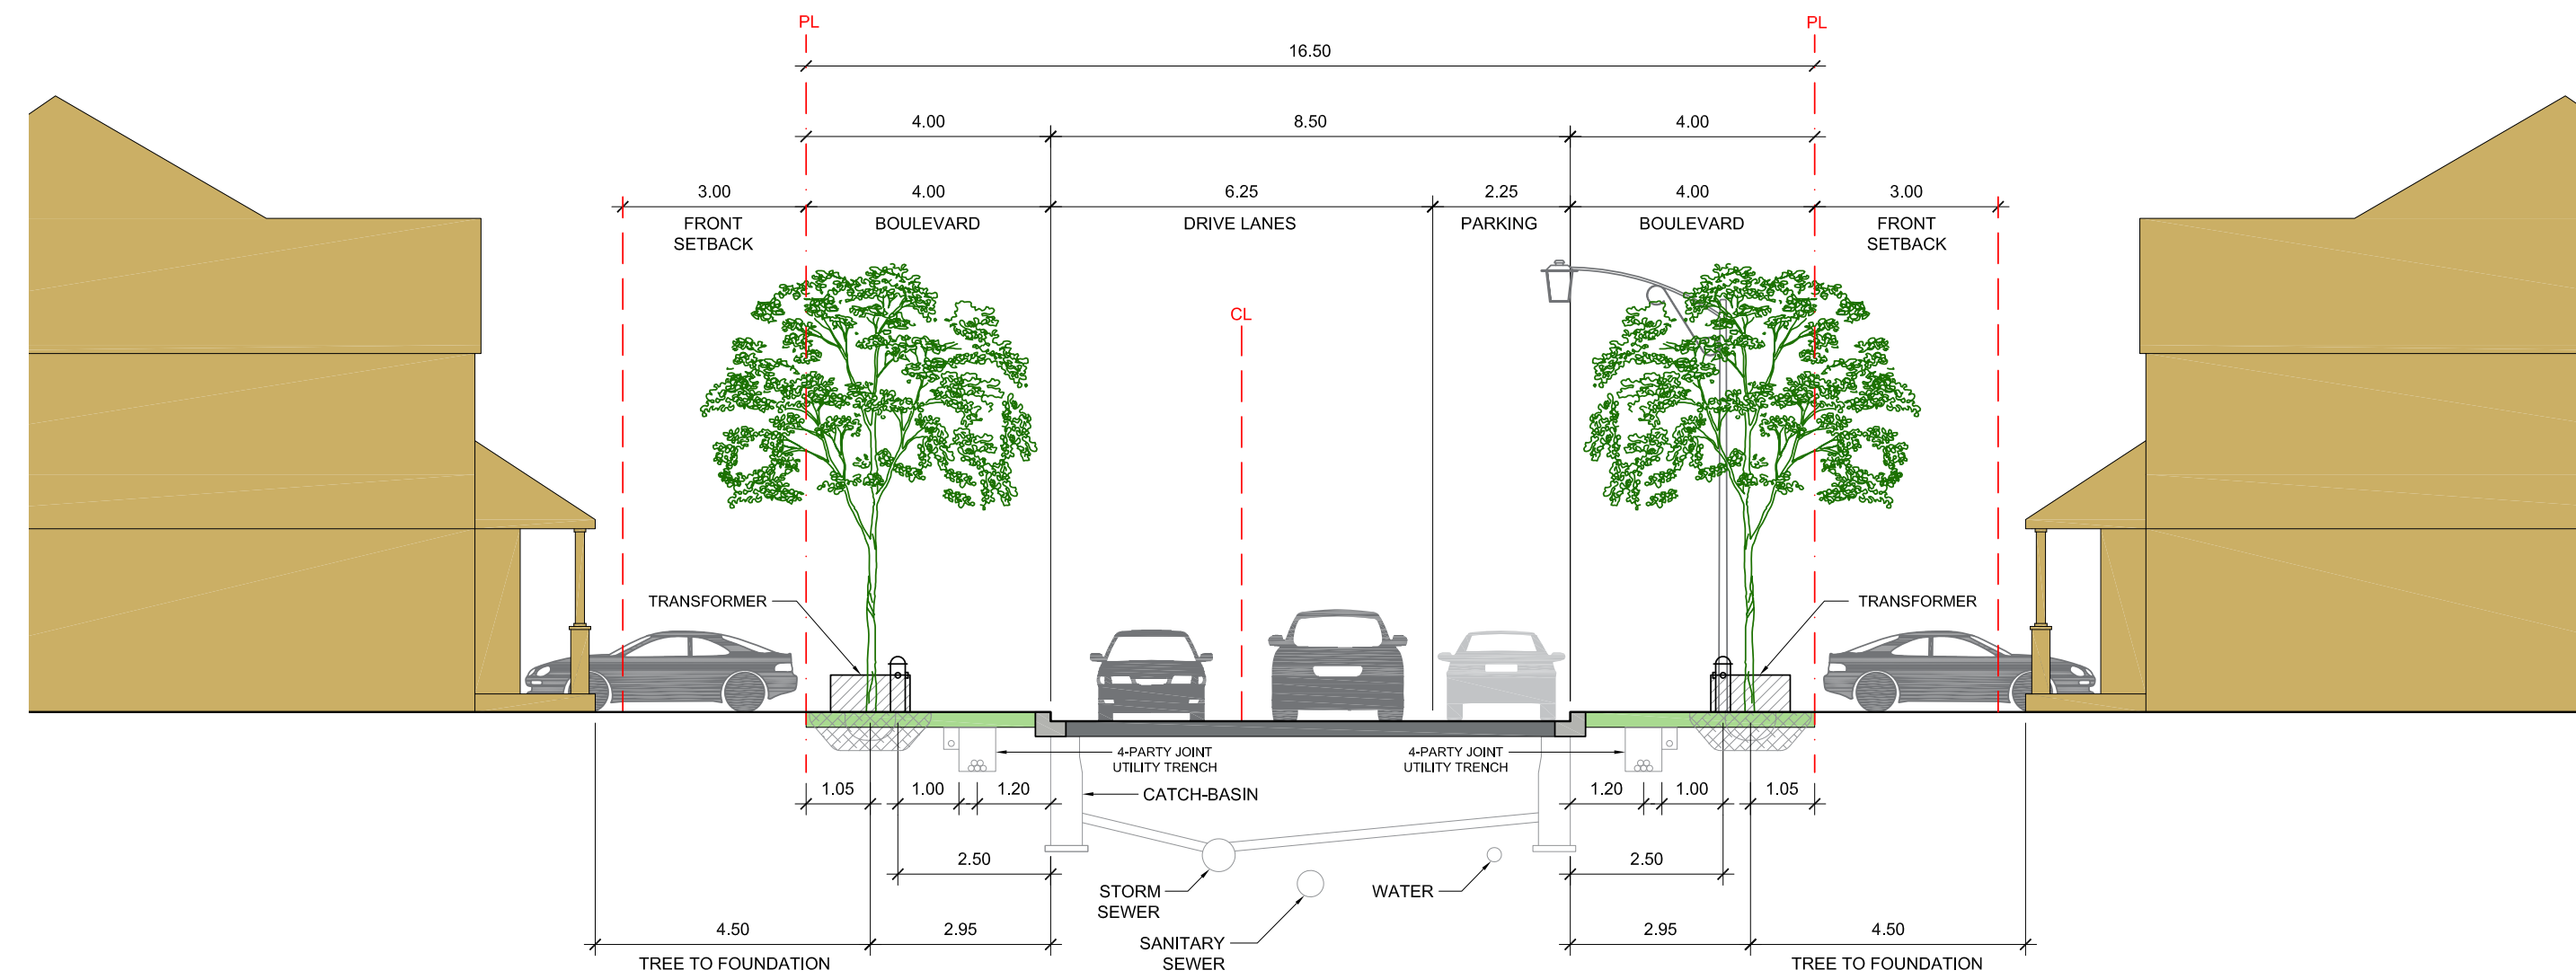 PL
PL
16.50
4.00
8.50
4.00
3.00
4.00
6.25
2.25
4.00
3.00
FRONT
SETBACK
BOULEVARD
DRIVE LANES
PARKING
BOULEVARD
FRONT
SETBACK
CL
TRANSFORMER
TRANSFORMER
4-PARTY JOINT
UTILITY TRENCH
4-PARTY JOINT
UTILITY TRENCH
1.05
1.00
1.20
CATCH-BASIN
1.20
1.00
1.05
2.50
2.50
STORM
SEWER
WATER
SANITARY
SEWER
4.50
2.95
2.95
4.50
TREE TO FOUNDATION
TREE TO FOUNDATION